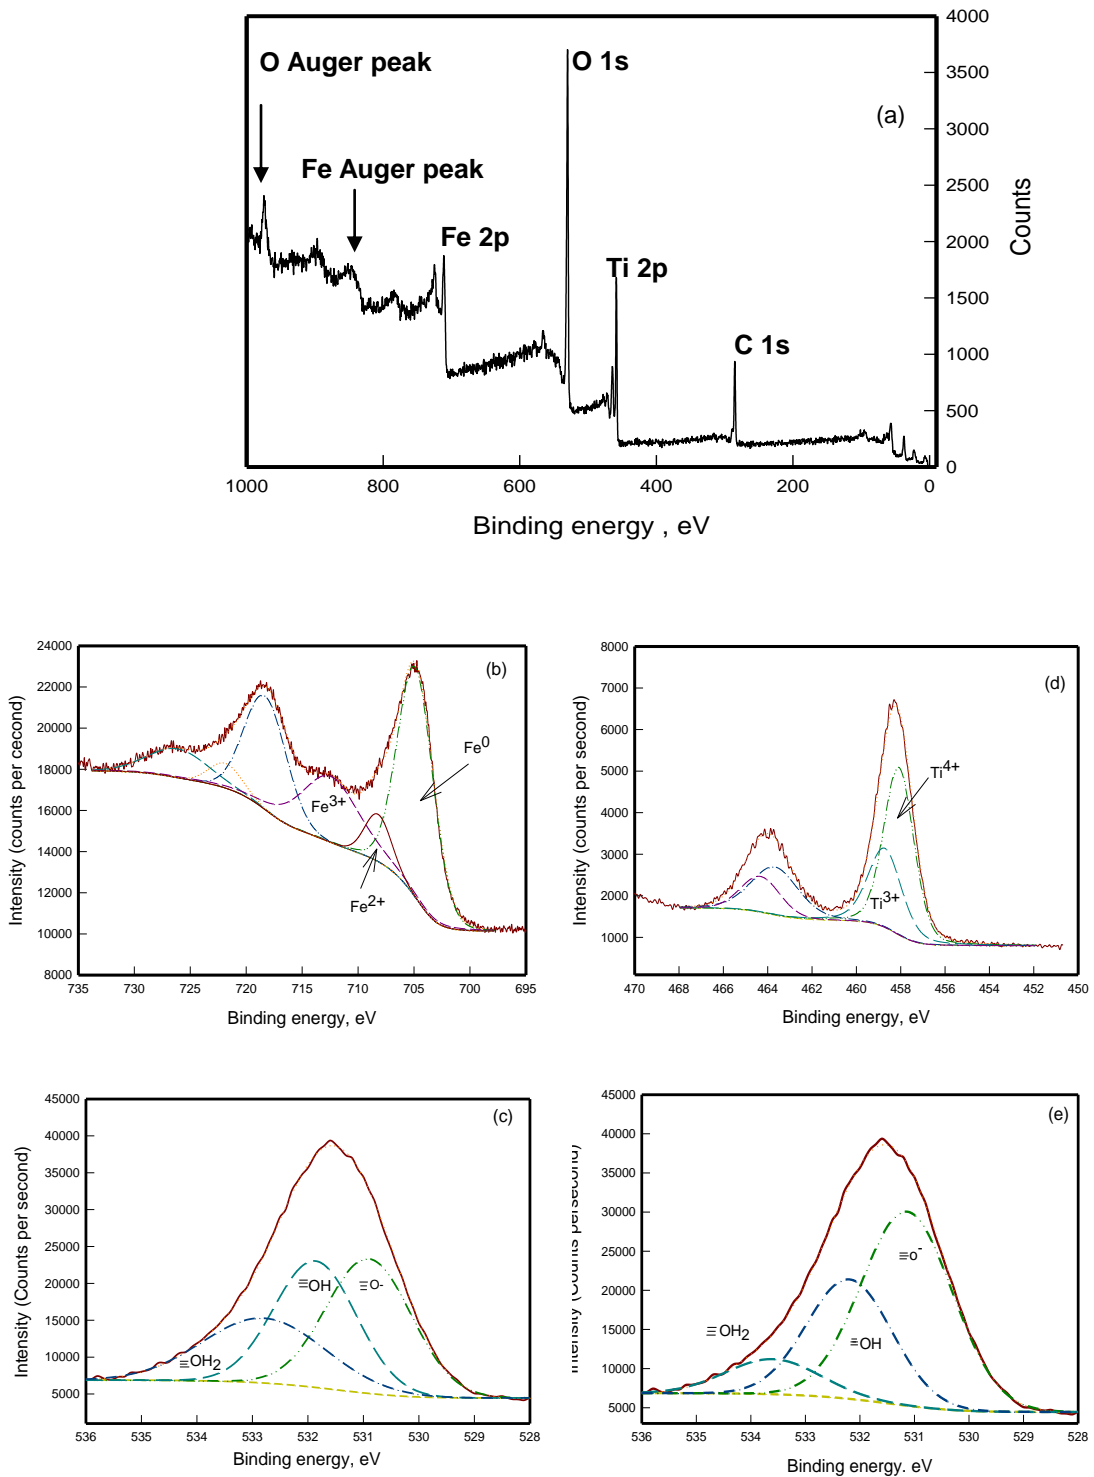 4000
O Auger peak
O 1s
3500
(a)
3000
Fe Auger peak
2500
Counts
Fe 2p
2000
Ti 2p
1500
C 1s
1000
500
0
1000 800 600 400 200 0
Binding energy , eV
24000
(b)
22000
20000
Fe0
18000
Fe3+
16000
14000
Fe2+
12000
10000
8000
Intensity (counts per cecond)
735 730 725 720 715 710 705 700 695
Binding energy, eV
8000
(d)
7000
6000
Ti4+
5000
4000
3000
Ti3+
2000
1000
Intensity (counts per second)
470 468 466 464 462 460 458 456 454 452 450
Binding energy, eV
45000
(c)
40000
35000
30000
25000
≡OH
≡O-
20000
15000
≡OH2
10000
5000
Intensity (Counts per second)
536 535 534 533 532 531 530 529 528
Binding energy, eV
45000
(e)
40000
35000
30000
≡o-
25000
20000
≡OH2
≡OH
15000
10000
5000
Intensity (Counts persecond)
536 535 534 533 532 531 530 529 528
Binding energy. eV